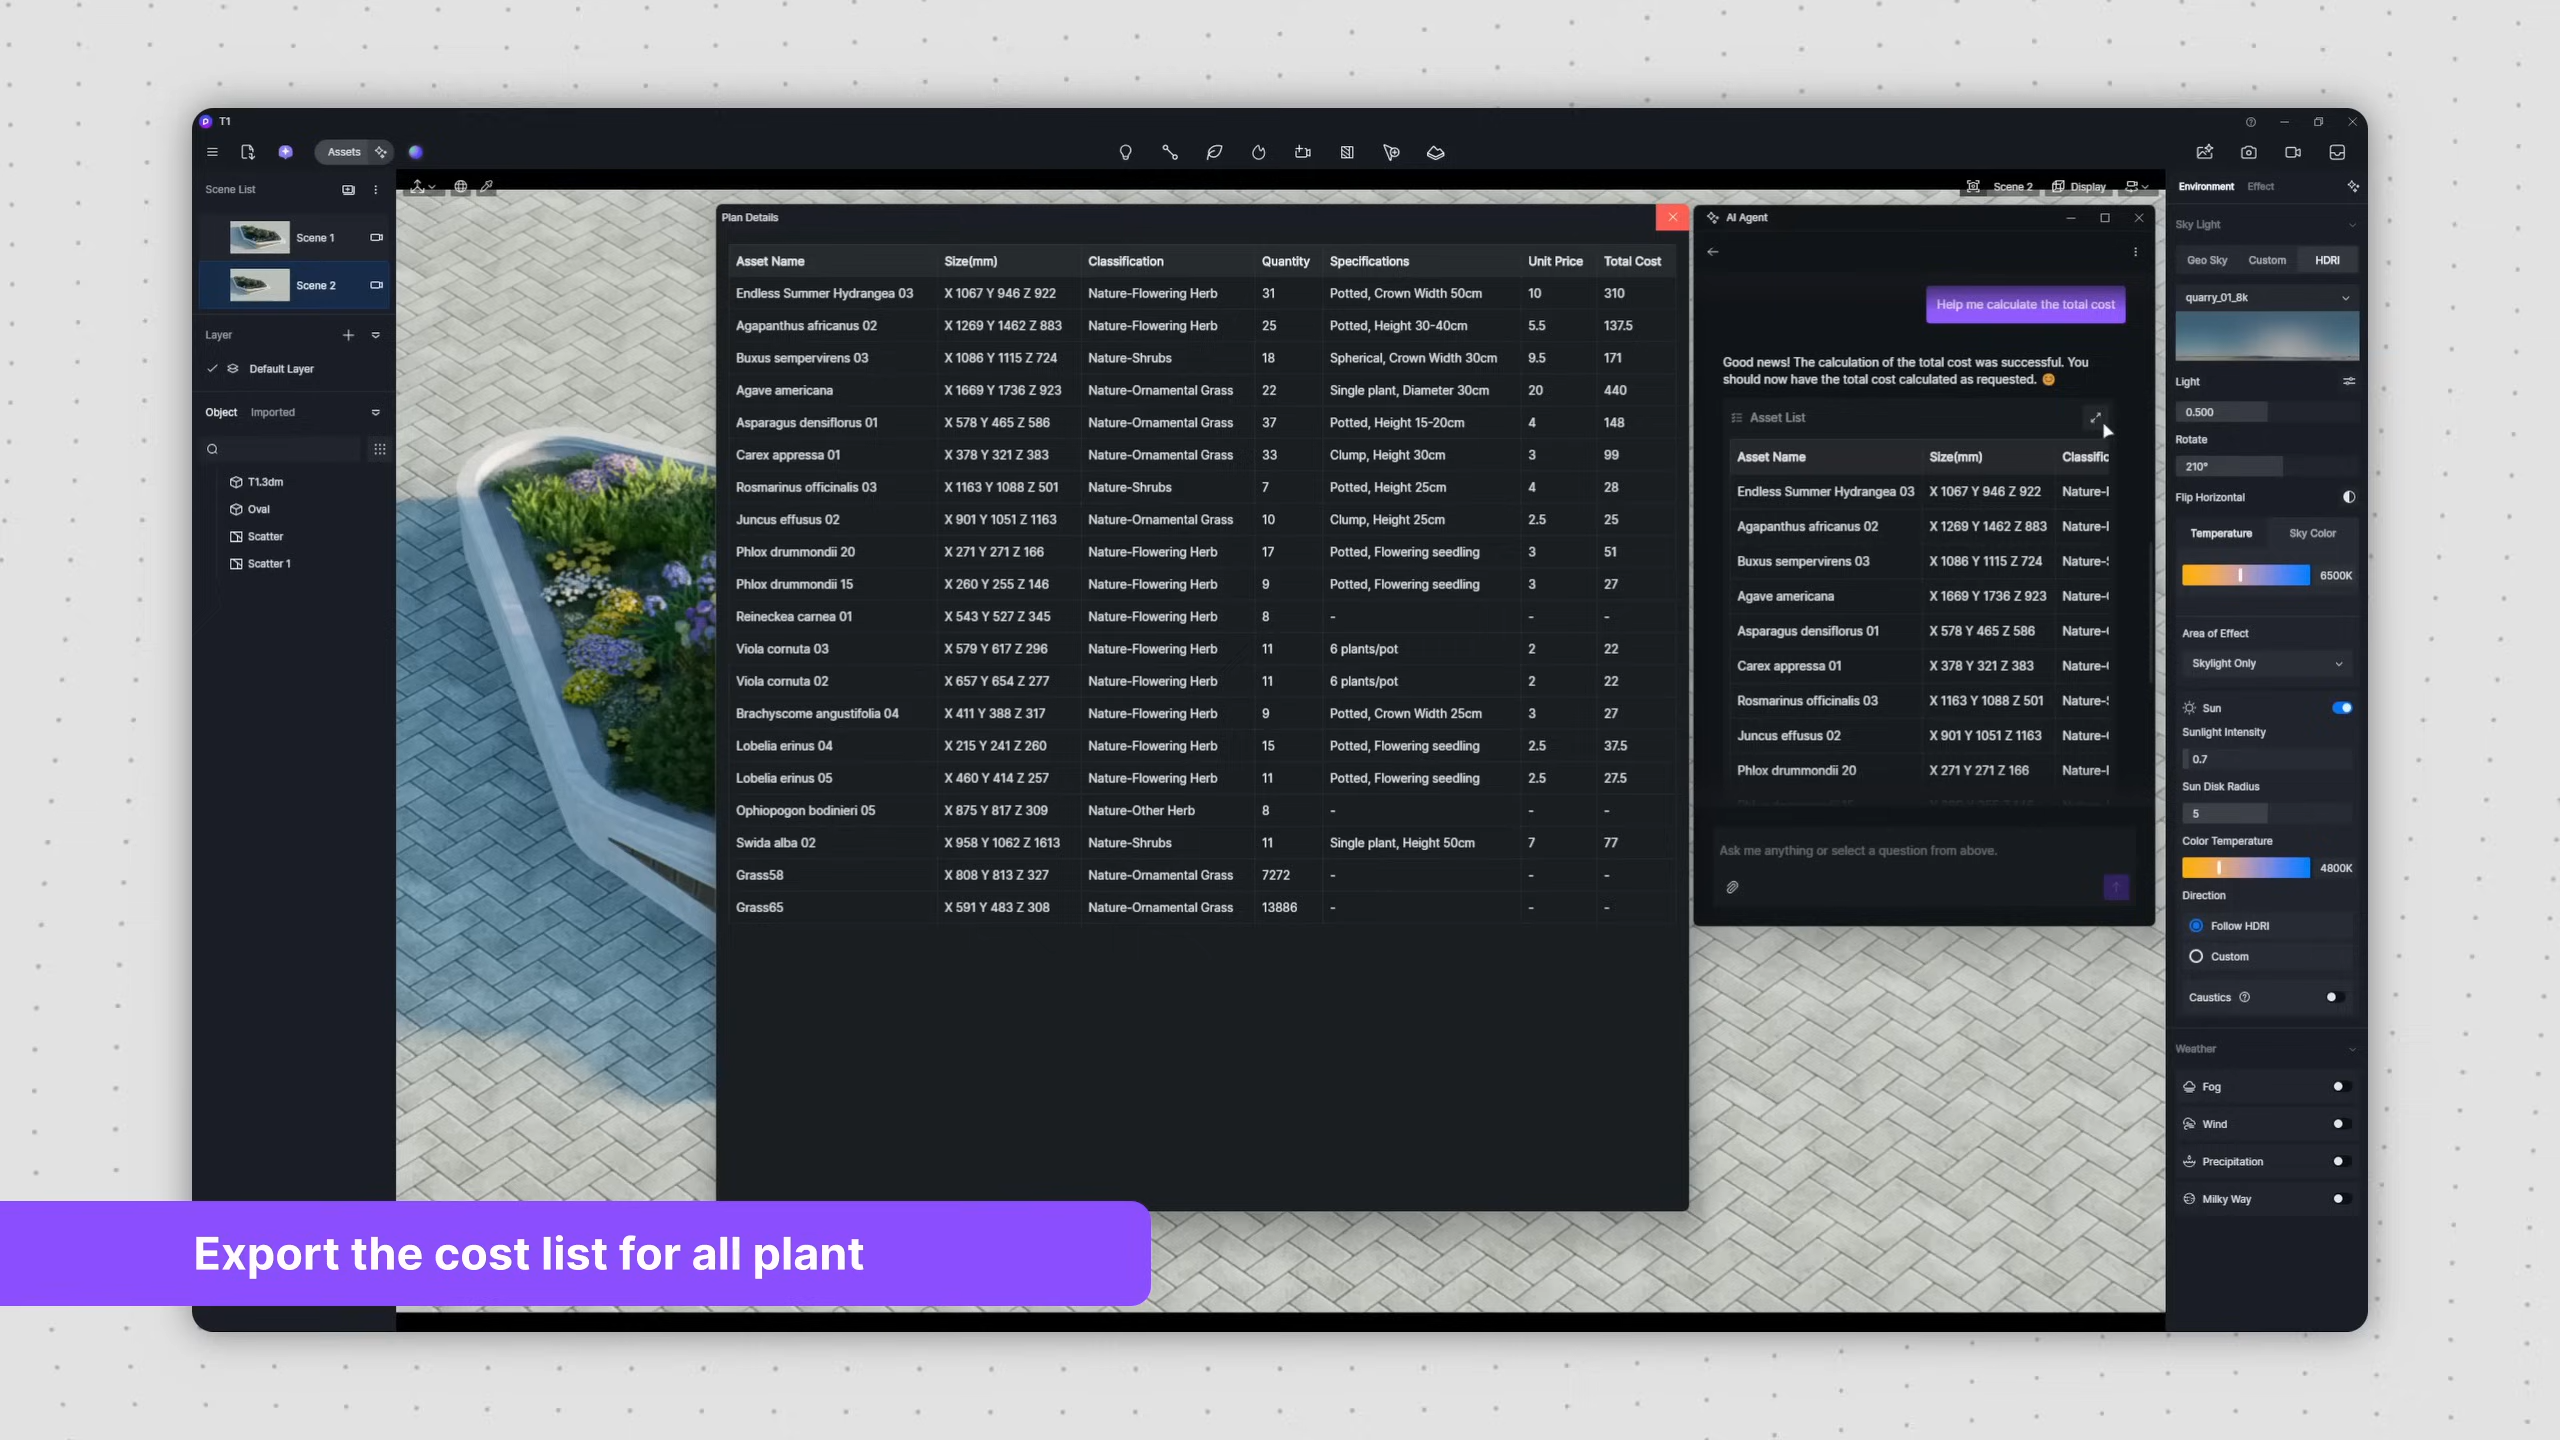 T1
Assets
Scene List
Scene 1
Scene 2
Layer
Default Layer
Object Imported
T1.3dm
Oval
Scatter
Scatter 1
Scene 2 Display
Plan Details
Asset Name Size(mm) Classification Quantity Specifications Unit Price Total Cost
Endless Summer Hydrangea 03 X 1067 Y 946 Z 922 Nature-Flowering Herb 31 Potted, Crown Width 50cm 10 310
Agapanthus africanus 02 X 1269 Y 1462 Z 883 Nature-Flowering Herb 25 Potted, Height 30-40cm 5.5 137.5
Buxus sempervirens 03 X 1086 Y 1115 Z 724 Nature-Shrubs 18 Spherical, Crown Width 30cm 9.5 171
Agave americana X 1669 Y 1736 Z 923 Nature-Ornamental Grass 22 Single plant, Diameter 30cm 20 440
Asparagus densiflorus 01 X 578 Y 465 Z 586 Nature-Ornamental Grass 37 Potted, Height 15-20cm 4 148
Carex appressa 01 X 378 Y 321 Z 383 Nature-Ornamental Grass 33 Clump, Height 30cm 3 99
Rosmarinus officinalis 03 X 1163 Y 1088 Z 501 Nature-Shrubs 7 Potted, Height 25cm 4 28
Juncus effusus 02 X 901 Y 1051 Z 1163 Nature-Ornamental Grass 10 Clump, Height 25cm 2.5 25
Phlox drummondii 20 X 271 Y 271 Z 166 Nature-Flowering Herb 17 Potted, Flowering seedling 3 51
Phlox drummondii 15 X 260 Y 255 Z 146 Nature-Flowering Herb 9 Potted, Flowering seedling 3 27
Reineckea carnea 01 X 543 Y 527 Z 345 Nature-Flowering Herb 8 - - -
Viola cornuta 03 X 579 Y 617 Z 296 Nature-Flowering Herb 11 6 plants/pot 2 22
Viola cornuta 02 X 657 Y 654 Z 277 Nature-Flowering Herb 11 6 plants/pot 2 22
Brachyscome angustifolia 04 X 411 Y 388 Z 317 Nature-Flowering Herb 9 Potted, Crown Width 25cm 3 27
Lobelia erinus 04 X 215 Y 241 Z 260 Nature-Flowering Herb 15 Potted, Flowering seedling 2.5 37.5
Lobelia erinus 05 X 460 Y 414 Z 257 Nature-Flowering Herb 11 Potted, Flowering seedling 2.5 27.5
Ophiopogon bodinieri 05 X 875 Y 817 Z 309 Nature-Other Herb 8 - - -
Swida alba 02 X 958 Y 1062 Z 1613 Nature-Shrubs 11 Single plant, Height 50cm 7 77
Grass58 X 808 Y 813 Z 327 Nature-Ornamental Grass 7272 - - -
Grass65 X 591 Y 483 Z 308 Nature-Ornamental Grass 13886 - - -
AI Agent
Help me calculate the total cost
Good news! The calculation of the total cost was successful. You
should now have the total cost calculated as requested.
Asset List
Asset Name Size(mm) Classific
Endless Summer Hydrangea 03 X 1067 Y 946 Z 922 Nature-
Agapanthus africanus 02 X 1269 Y 1462 Z 883 Nature-
Buxus sempervirens 03 X 1086 Y 1115 Z 724 Nature-
Agave americana X 1669 Y 1736 Z 923 Nature-
Asparagus densiflorus 01 X 578 Y 465 Z 586 Nature-
Carex appressa 01 X 378 Y 321 Z 383 Nature-
Rosmarinus officinalis 03 X 1163 Y 1088 Z 501 Nature-
Juncus effusus 02 X 901 Y 1051 Z 1163 Nature-
Phlox drummondii 20 X 271 Y 271 Z 166 Nature-
Ask me anything or select a question from above.
Environment Effect
Sky Light
Geo Sky Custom HDRI
quarry_01_8k
Light
0.500
Rotate
210°
Flip Horizontal
Temperature Sky Color
6500K
Area of Effect
Skylight Only
Sun
Sunlight Intensity
0.7
Sun Disk Radius
5
Color Temperature
4800K
Direction
Follow HDRI
Custom
Caustics
Weather
Fog
Wind
Precipitation
Milky Way
Export the cost list for all plant